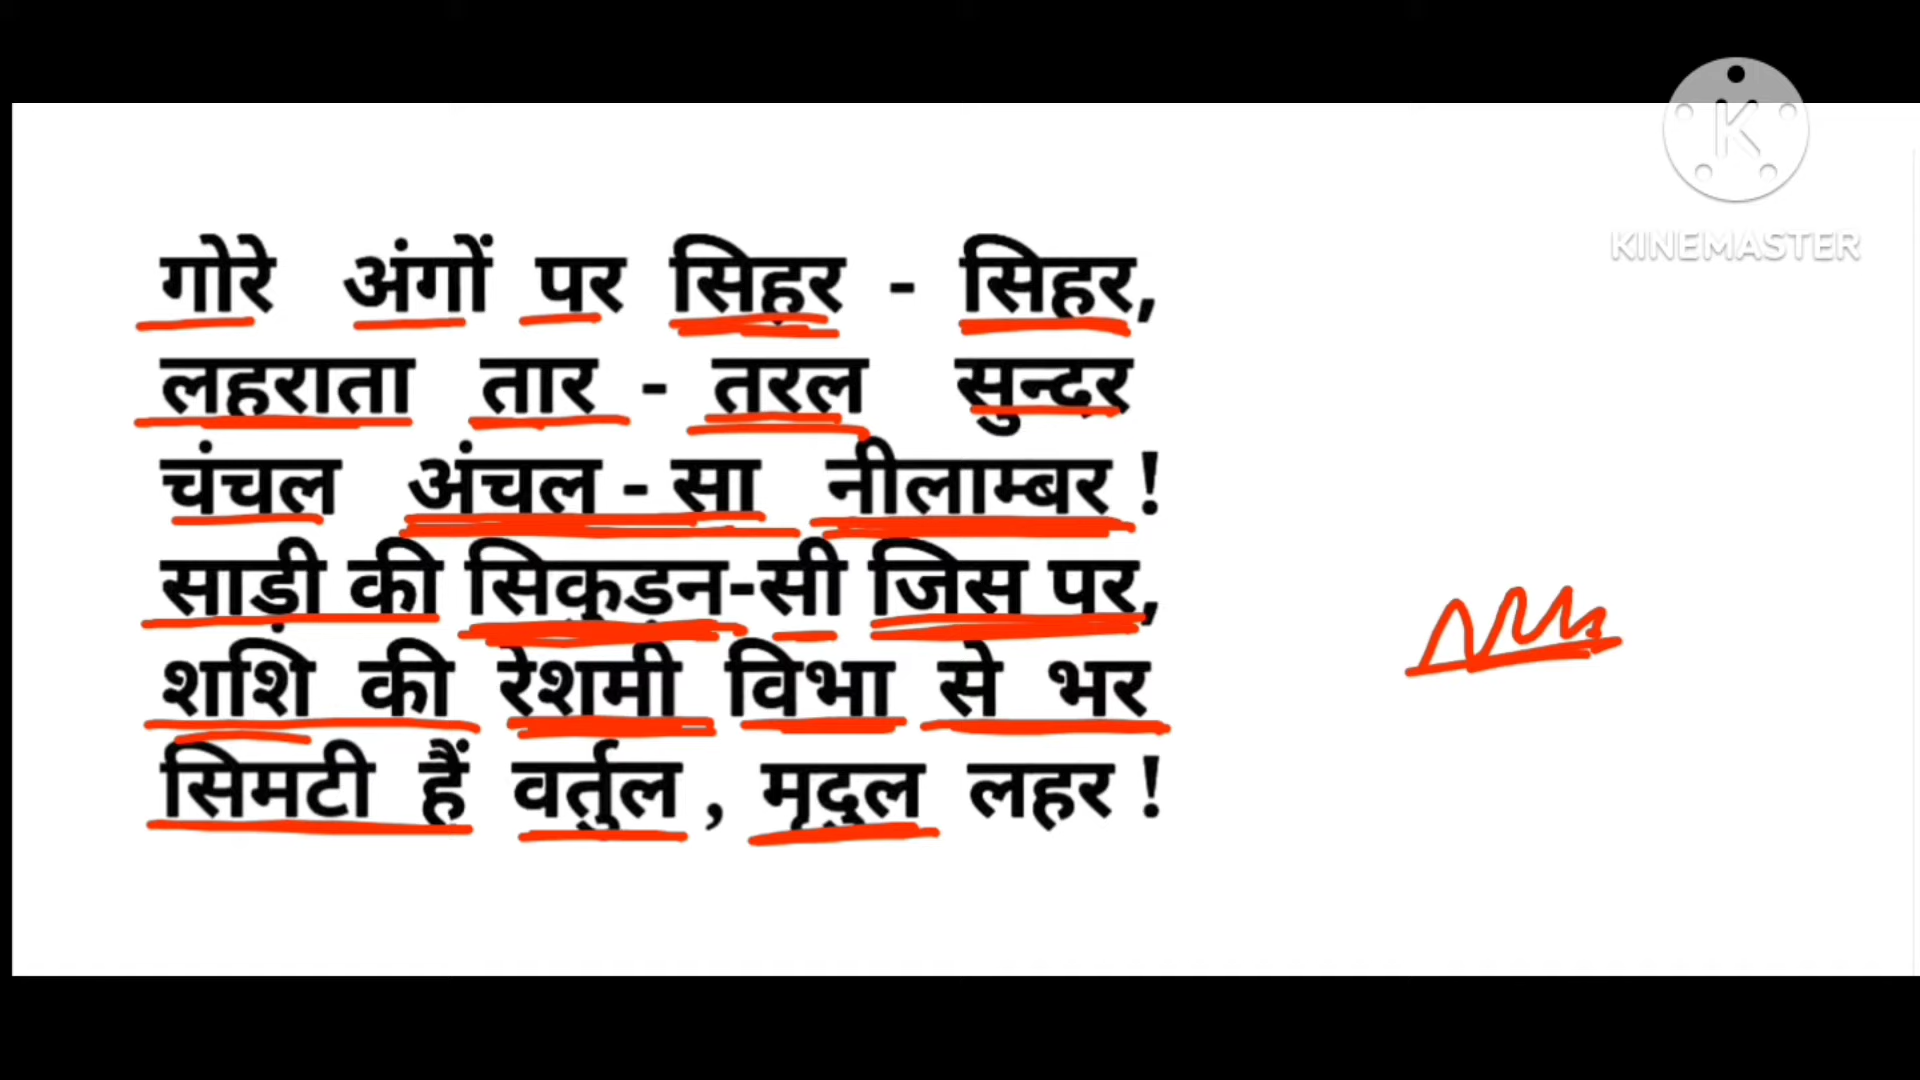 KINEMASTER
गोरे अंगों पर सिहर - सिहर,
लहराता तार - तरल सुन्दर
चंचल अंचल - सा नीलाम्बर !
साड़ी की सिकुड़न-सी जिस पर,
शशि की रेशमी विभा से भर
सिमटी हैं वर्तुल , मृदुल लहर !